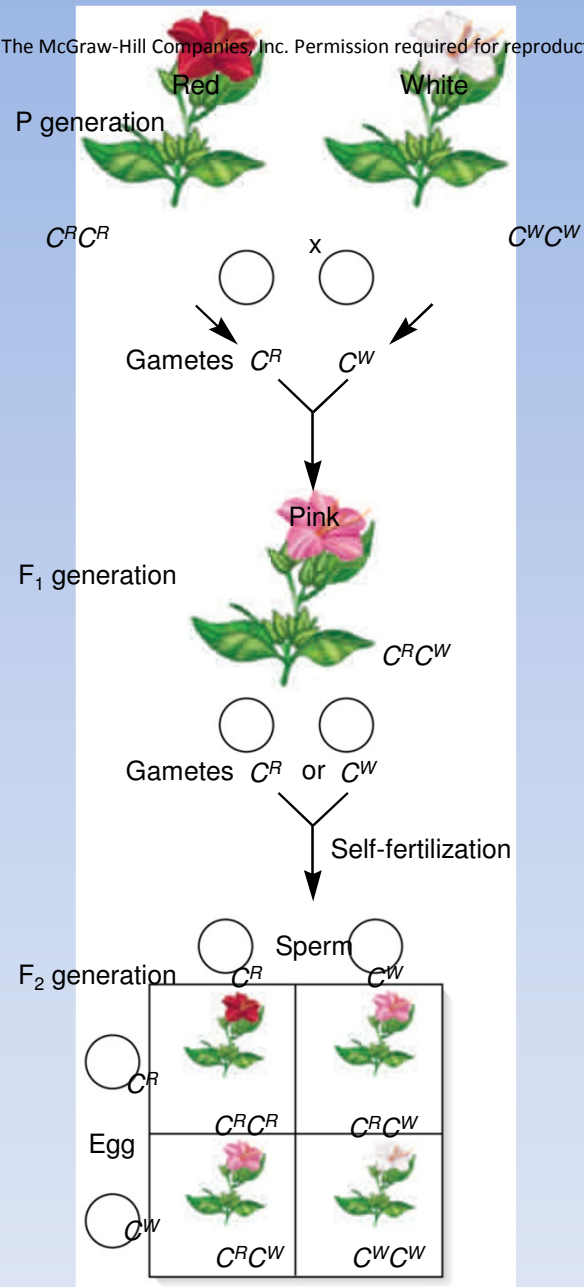 The McGraw-Hill Companies, Inc. Permission required for reproduc
Red White
P generation
CᴿCᴿ x CᵂCᵂ
Gametes Cᴿ Cᵂ
Pink
F₁ generation
CᴿCᵂ
Gametes Cᴿ or Cᵂ
Self-fertilization
Sperm
F₂ generation
Cᴿ Cᵂ
Cᴿ
CᴿCᴿ CᴿCᵂ
Egg
Cᵂ
CᴿCᵂ CᵂCᵂ